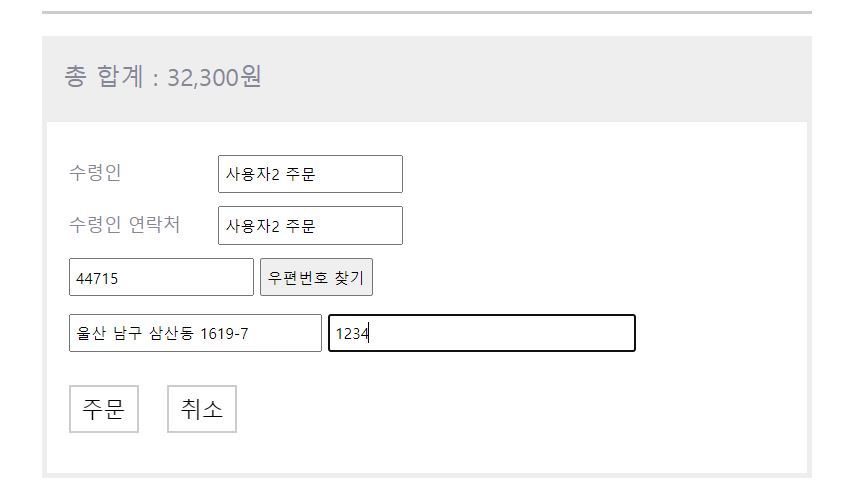 총 합계 : 32,300원
수령인 사용자2 주문
수령인 연락처 사용자2 주문
44715 우편번호 찾기
울산 남구 삼산동 1619-7 1234
주문 취소